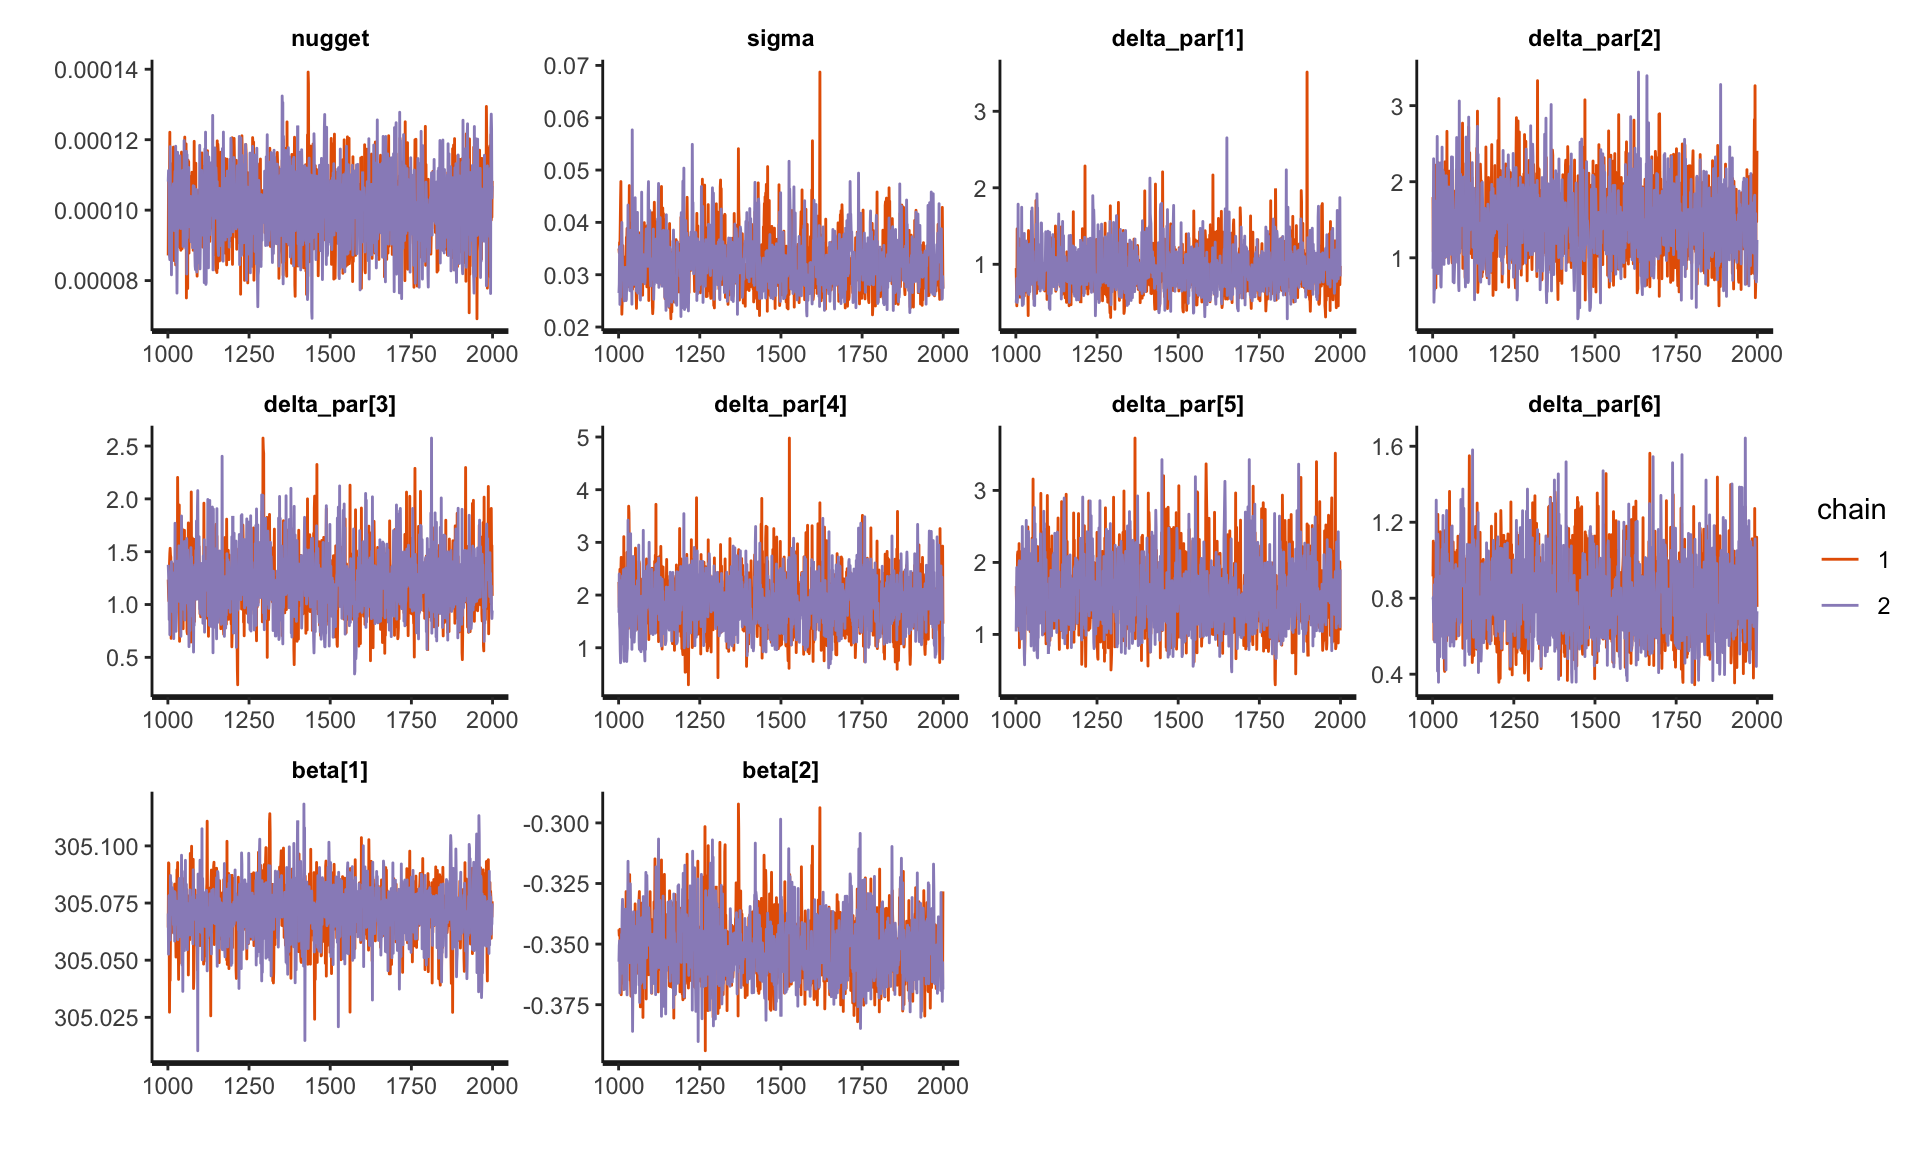 nugget
0.00014
0.00012
0.00010
0.00008
1000 1250 1500 1750 2000
sigma
0.07
0.06
0.05
0.04
0.03
0.02
1000 1250 1500 1750 2000
delta_par[1]
3
2
1
1000 1250 1500 1750 2000
delta_par[2]
3
2
1
1000 1250 1500 1750 2000
delta_par[3]
2.5
2.0
1.5
1.0
0.5
1000 1250 1500 1750 2000
delta_par[4]
5
4
3
2
1
1000 1250 1500 1750 2000
delta_par[5]
3
2
1
1000 1250 1500 1750 2000
delta_par[6]
1.6
1.2
0.8
0.4
1000 1250 1500 1750 2000
beta[1]
305.100
305.075
305.050
305.025
1000 1250 1500 1750 2000
beta[2]
-0.300
-0.325
-0.350
-0.375
1000 1250 1500 1750 2000
chain
1
2